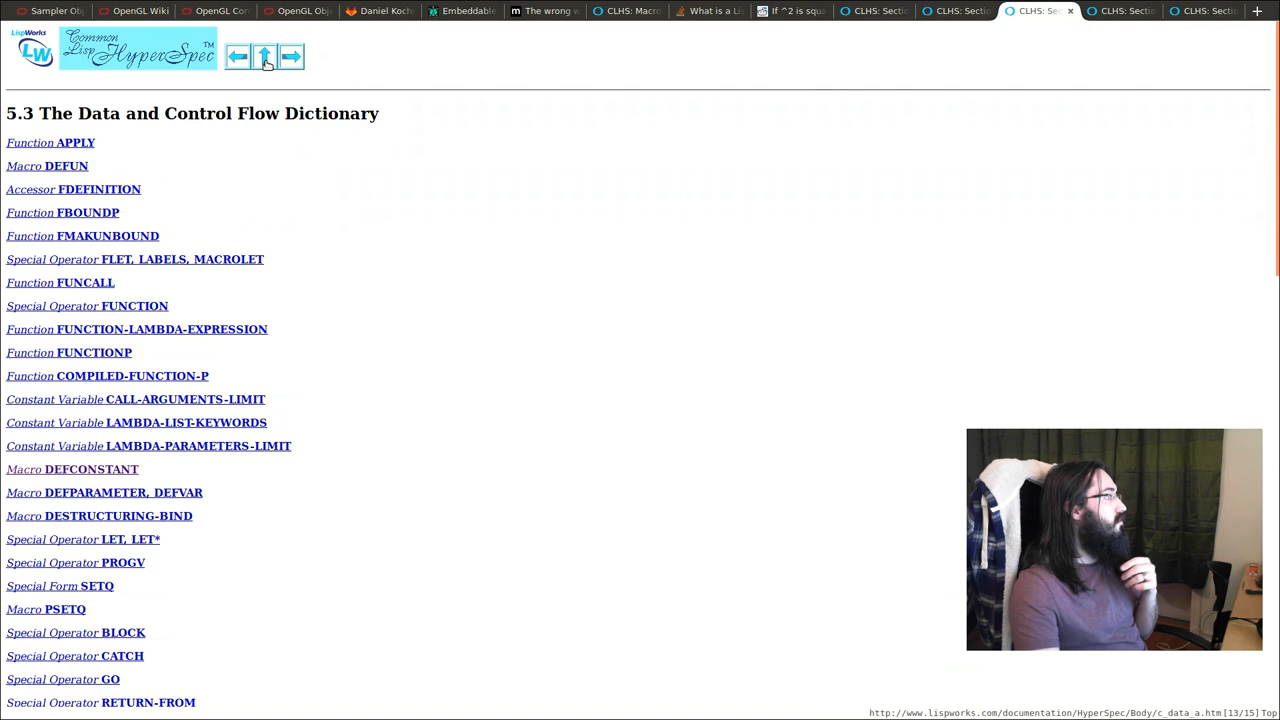 Sampler Obj
OpenGL Wiki
OpenGL Con
OpenGL Obje
Daniel Koch
Embeddable
The wrong w
CLHS: Macro
What is a Lis
If ^2 is squa
CLHS: Sectio
CLHS: Sectio
CLHS: Sec
CLHS: Sectio
CLHS: Sectio
LispWorks
LW
Common
Lisp
HyperSpec™
5.3 The Data and Control Flow Dictionary
Function APPLY
Macro DEFUN
Accessor FDEFINITION
Function FBOUNDP
Function FMAKUNBOUND
Special Operator FLET, LABELS, MACROLET
Function FUNCALL
Special Operator FUNCTION
Function FUNCTION-LAMBDA-EXPRESSION
Function FUNCTIONP
Function COMPILED-FUNCTION-P
Constant Variable CALL-ARGUMENTS-LIMIT
Constant Variable LAMBDA-LIST-KEYWORDS
Constant Variable LAMBDA-PARAMETERS-LIMIT
Macro DEFCONSTANT
Macro DEFPARAMETER, DEFVAR
Macro DESTRUCTURING-BIND
Special Operator LET, LET*
Special Operator PROGV
Special Form SETQ
Macro PSETQ
Special Operator BLOCK
Special Operator CATCH
Special Operator GO
Special Operator RETURN-FROM
http://www.lispworks.com/documentation/HyperSpec/Body/c_data_a.htm [13/15] Top